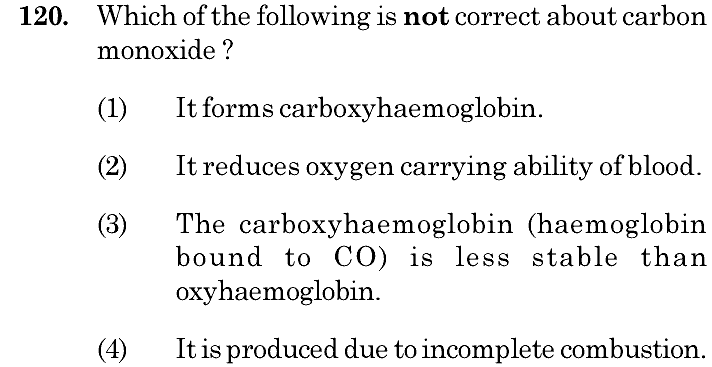 120. Which of the following is not correct about carbon
monoxide ?
(1) It forms carboxyhaemoglobin.
(2) It reduces oxygen carrying ability of blood.
(3) The carboxyhaemoglobin (haemoglobin
bound to CO) is less stable than
oxyhaemoglobin.
(4) It is produced due to incomplete combustion.